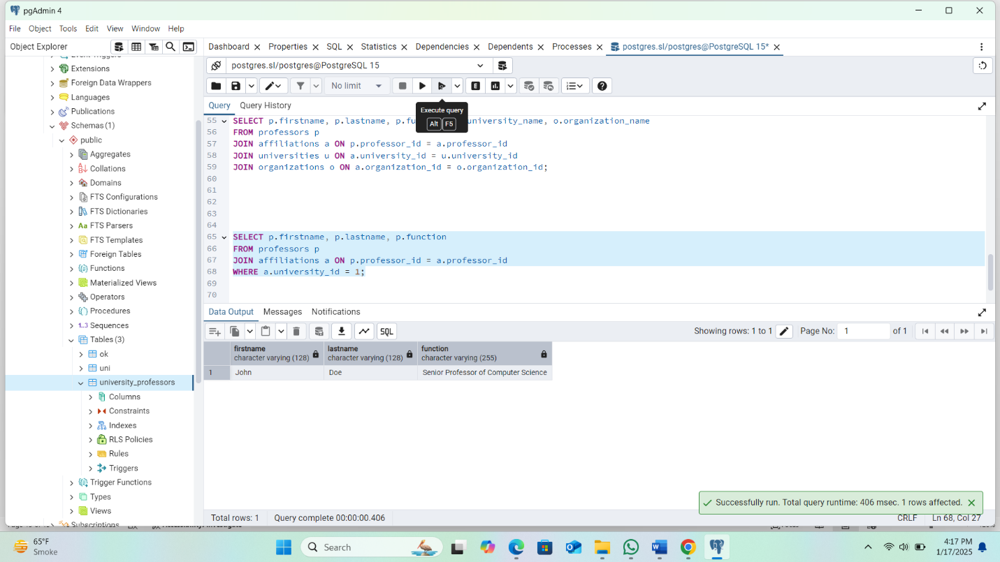 pgAdmin 4
File Object Tools Edit View Window Help
Object Explorer
Dashboard Properties SQL Statistics Dependencies Dependents Processes postgres.sl/postgres@PostgreSQL 15*
Extensions
Foreign Data Wrappers
Languages
Publications
Schemas (1)
public
Aggregates
Collations
Domains
FTS Configurations
FTS Dictionaries
FTS Parsers
FTS Templates
Foreign Tables
Functions
Materialized Views
Operators
Procedures
Sequences
Tables (3)
ok
uni
university_professors
Columns
Constraints
Indexes
RLS Policies
Rules
Triggers
Trigger Functions
Types
Views
Subscriptions
postgres.sl/postgres@PostgreSQL 15
No limit
Query Query History
Execute query
Alt F5
55 SELECT p.firstname, p.lastname, p.fu university_name, o.organization_name
56 FROM professors p
57 JOIN affiliations a ON p.professor_id = a.professor_id
58 JOIN universities u ON a.university_id = u.university_id
59 JOIN organizations o ON a.organization_id = o.organization_id;
60
61
62
63
64
65 SELECT p.firstname, p.lastname, p.function
66 FROM professors p
67 JOIN affiliations a ON p.professor_id = a.professor_id
68 WHERE a.university_id = 1;
69
70
Data Output Messages Notifications
SQL Showing rows: 1 to 1 Page No: 1 of 1
firstname lastname function
character varying (128) character varying (128) character varying (255)
1 John Doe Senior Professor of Computer Science
Successfully run. Total query runtime: 406 msec. 1 rows affected.
Total rows: 1 Query complete 00:00:00.406 CRLF Ln 68, Col 27
65°F
Smoke
Search
4:17 PM
1/17/2025